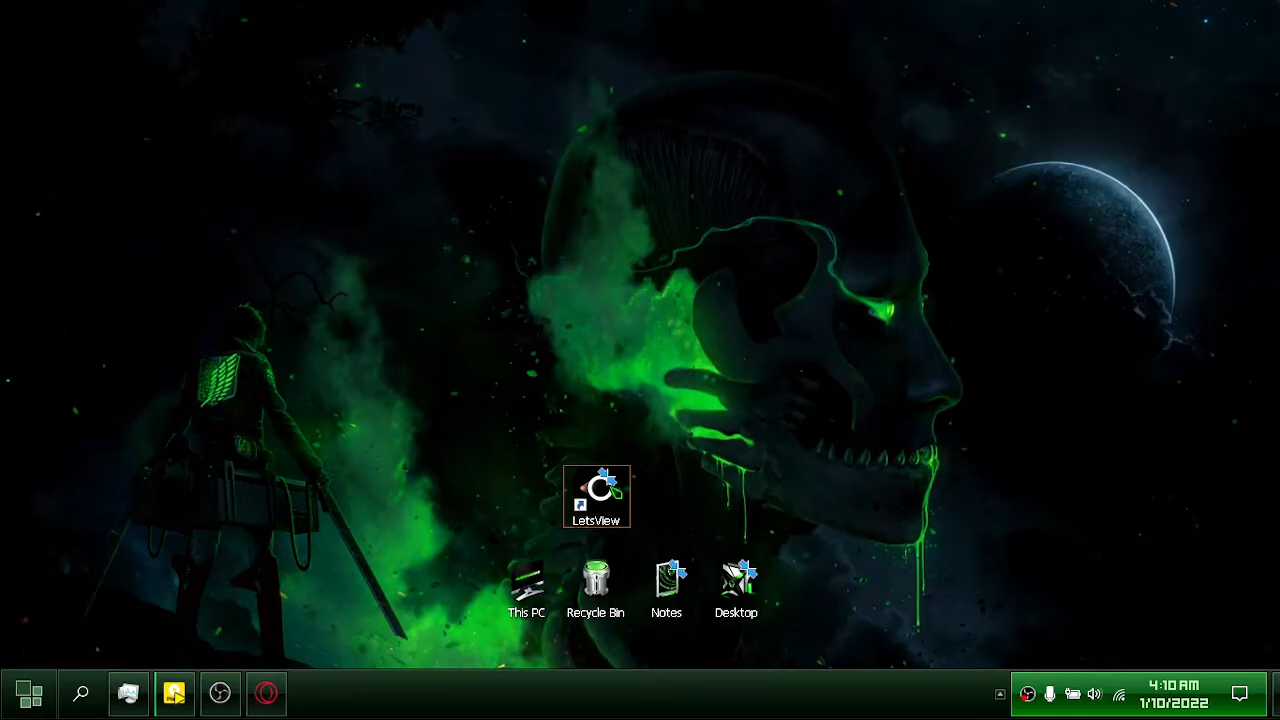 LetsView
This PC
Recycle Bin
Notes
Desktop
4:10 AM
1/10/2022